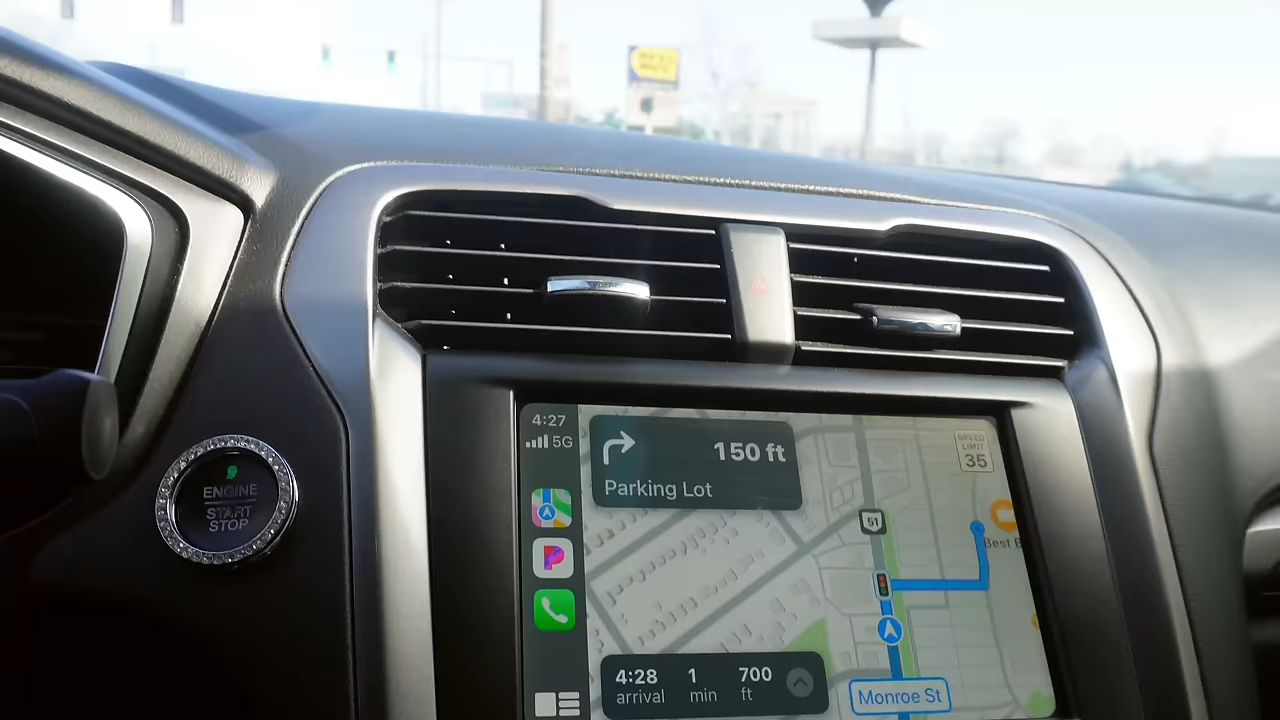 4:27
5G
150 ft
Parking Lot
SPEED
LIMIT
35
51
Best B
ENGINE
START
STOP
4:28 1 700
arrival min ft
Monroe St